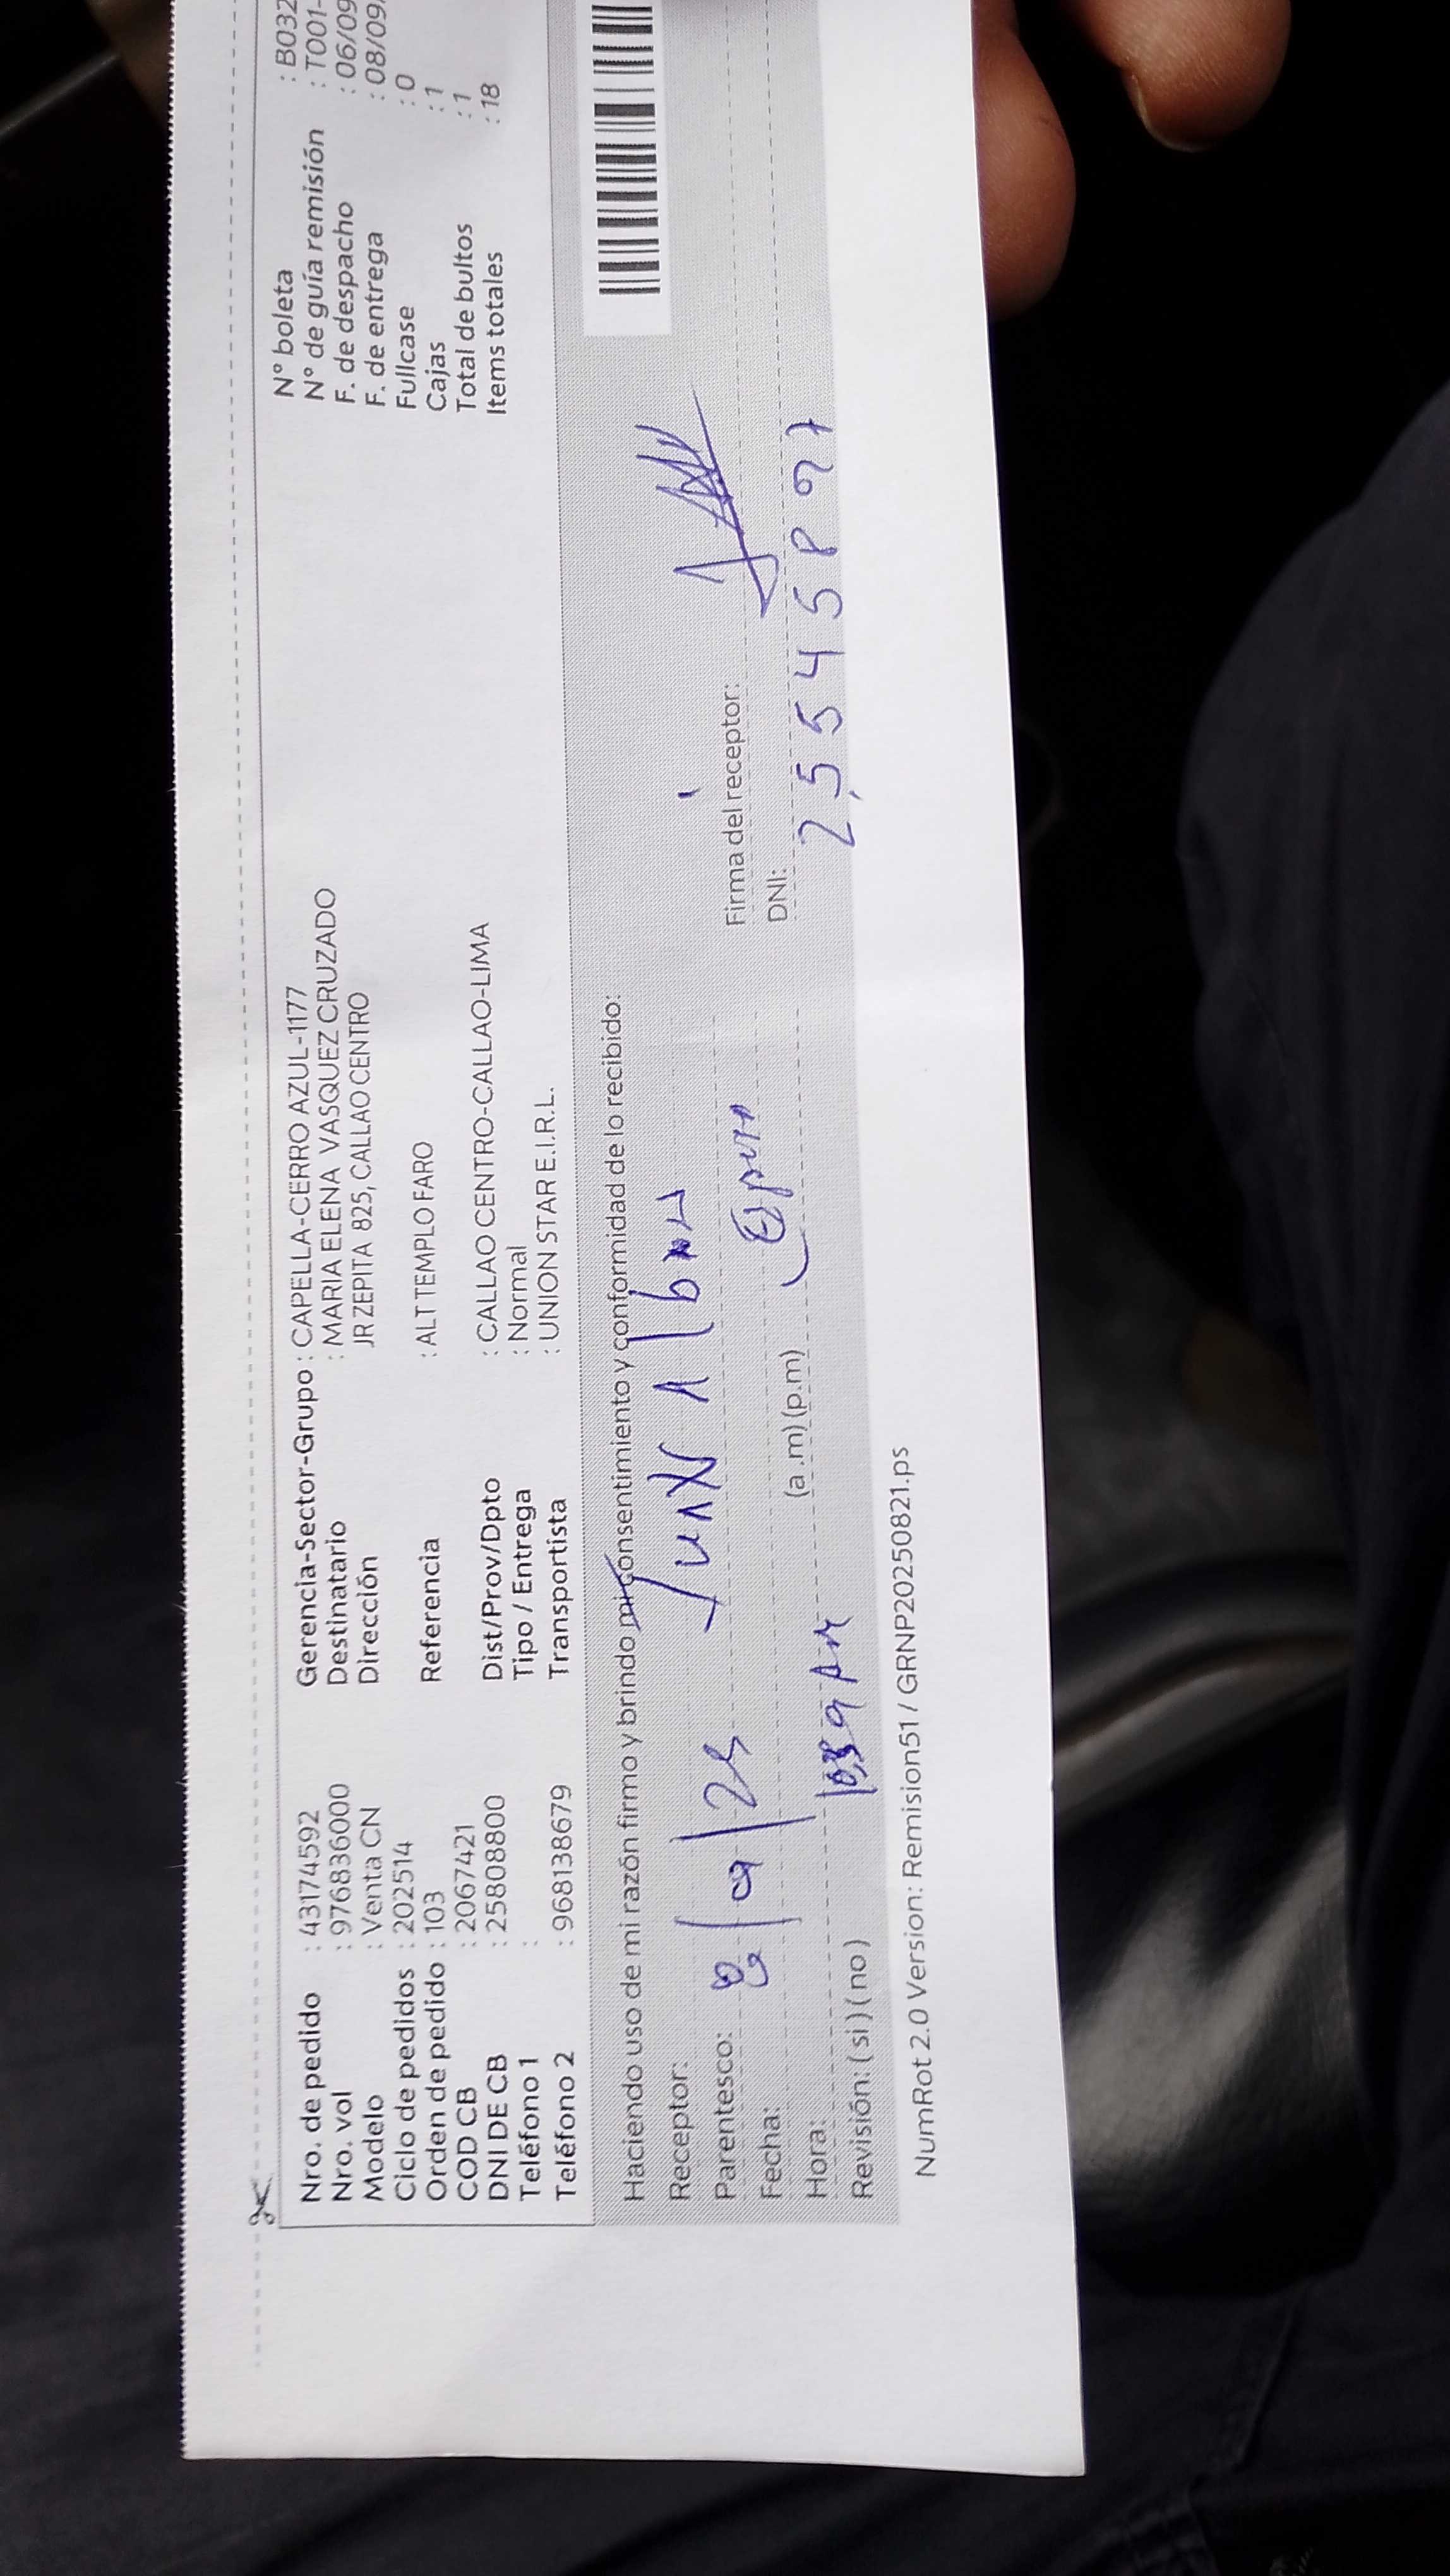 Nro. de pedido : 43174592 Gerencia-Sector-Grupo : CAPELLA-CERRO AZUL-1177 N° boleta : B032
Nro. vol : 976836000 Destinatario : MARIA ELENA VASQUEZ CRUZADO N° de guía remisión : T001-
Modelo : Venta CN Dirección JR ZEPITA 825, CALLAO CENTRO F. de despacho : 06/09
Ciclo de pedidos : 202514 F. de entrega : 08/09/
Orden de pedido : 103 Referencia : ALT TEMPLO FARO Fullcase : 0
COD CB : 2067421 Cajas : 1
DNI DE CB : 25808800 Dist/Prov/Dpto : CALLAO CENTRO-CALLAO-LIMA Total de bultos : 1
Teléfono 1 : Tipo / Entrega : Normal Items totales : 18
Teléfono 2 : 968138679 Transportista : UNION STAR E.I.R.L.
Haciendo uso de mi razón firmo y brindo mi consentimiento y conformidad de lo recibido:
Receptor: Juan
Parentesco: Firma del receptor:
Fecha: 8/9/25 DNI: 25545897
Hora: (a .m) (p.m)
Revisión: ( si ) ( no )
NumRot 2.0 Version: Remision51 / GRNP20250821.ps